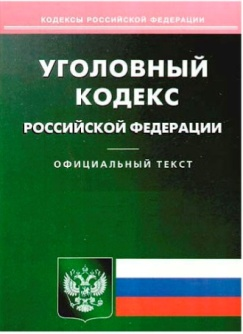 КОДЕКСЫ РОССИЙСКОЙ ФЕДЕРАЦИИ
УГОЛОВНЫЙ
КОДЕКС
РОССИЙСКОЙ ФЕДЕРАЦИИ
ОФИЦИАЛЬНЫЙ ТЕКСТ